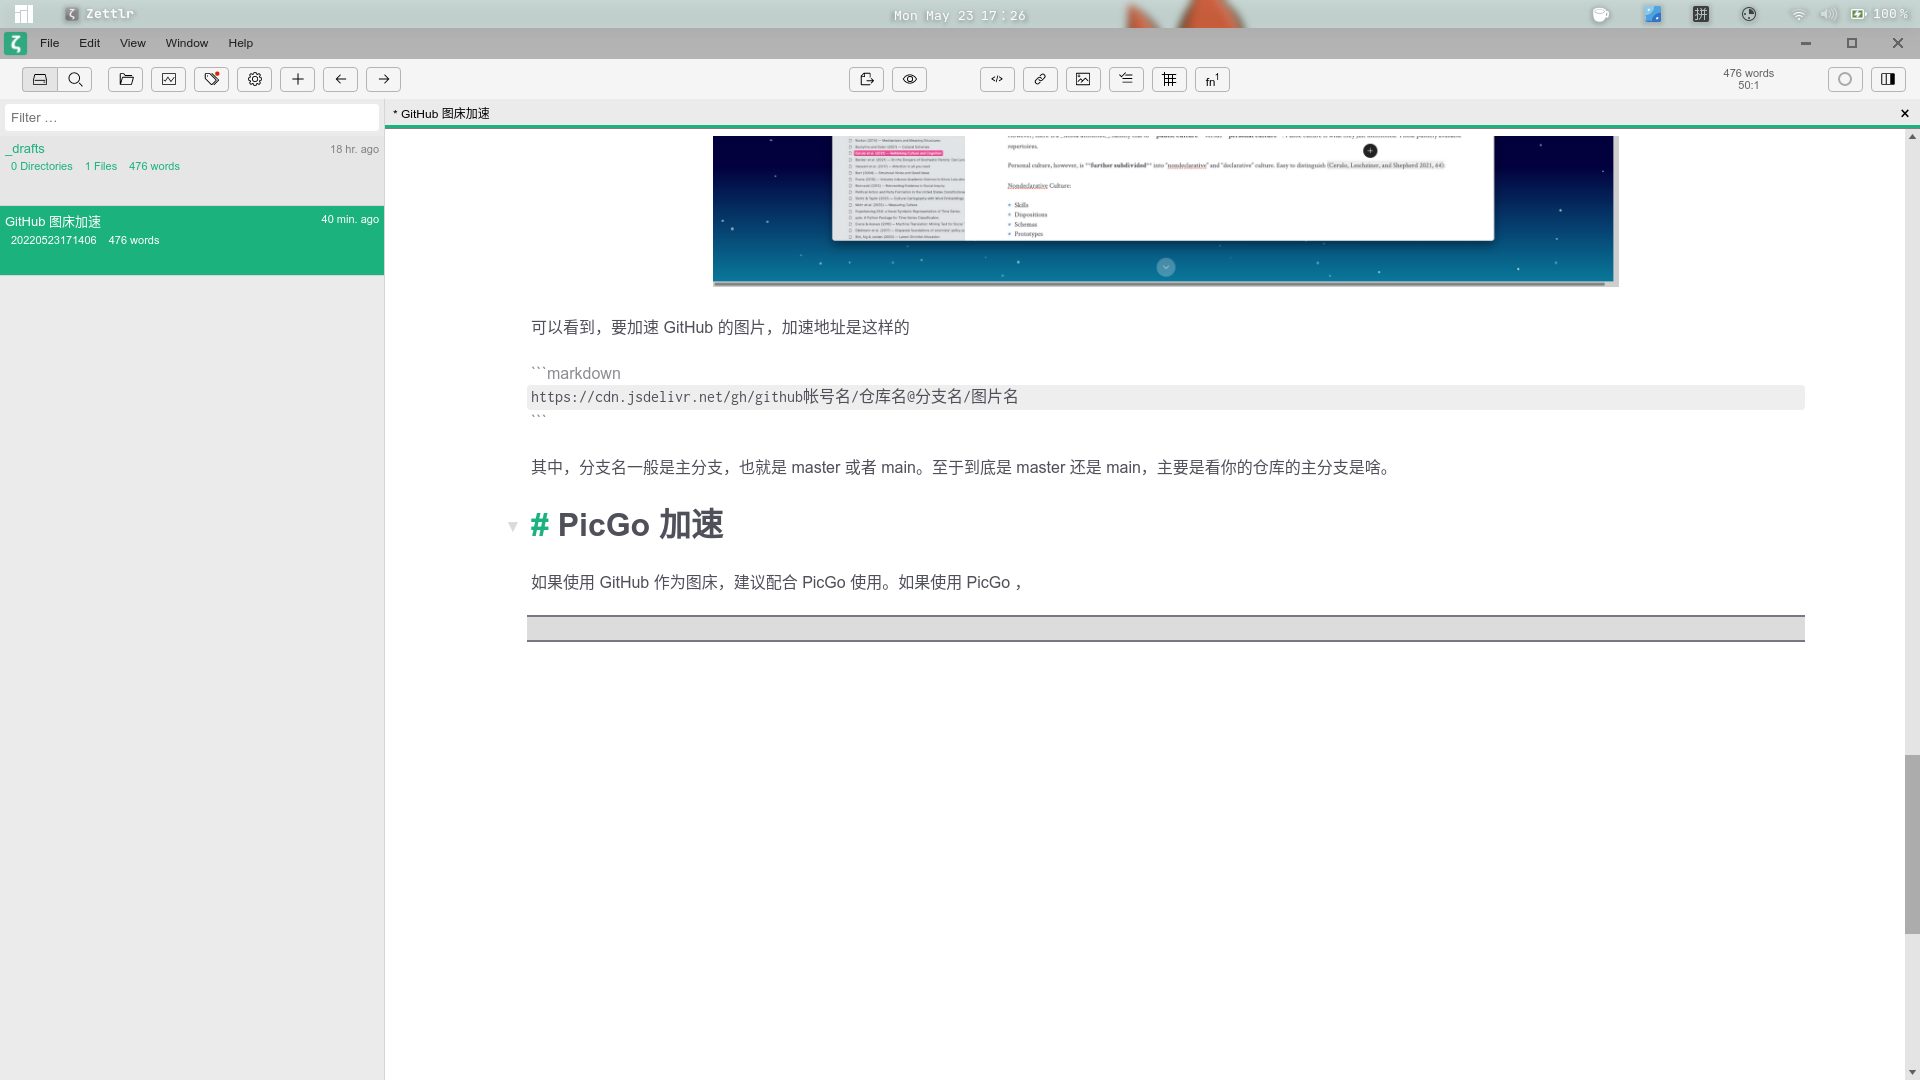 Zettlr
Mon May 23 17:26
拼
100%
File Edit View Window Help
fn1
476 words
50:1
Filter …
* GitHub 图床加速
_drafts
18 hr. ago
0 Directories 1 Files 476 words
GitHub 图床加速
40 min. ago
20220523171406 476 words
repertoires.
Personal culture, however, is **further subdivided** into "nondeclarative" and "declarative" culture. Easy to distinguish (Cerulo, Leschziner, and Shepherd 2021, 64):
Nondeclarative Culture:
Skills
Dispositions
Schemas
Prototypes
可以看到，要加速 GitHub 的图片，加速地址是这样的
```markdown
https://cdn.jsdelivr.net/gh/github帐号名/仓库名@分支名/图片名
```
其中，分支名一般是主分支，也就是 master 或者 main。至于到底是 master 还是 main，主要是看你的仓库的主分支是啥。
# PicGo 加速
如果使用 GitHub 作为图床，建议配合 PicGo 使用。如果使用 PicGo ，